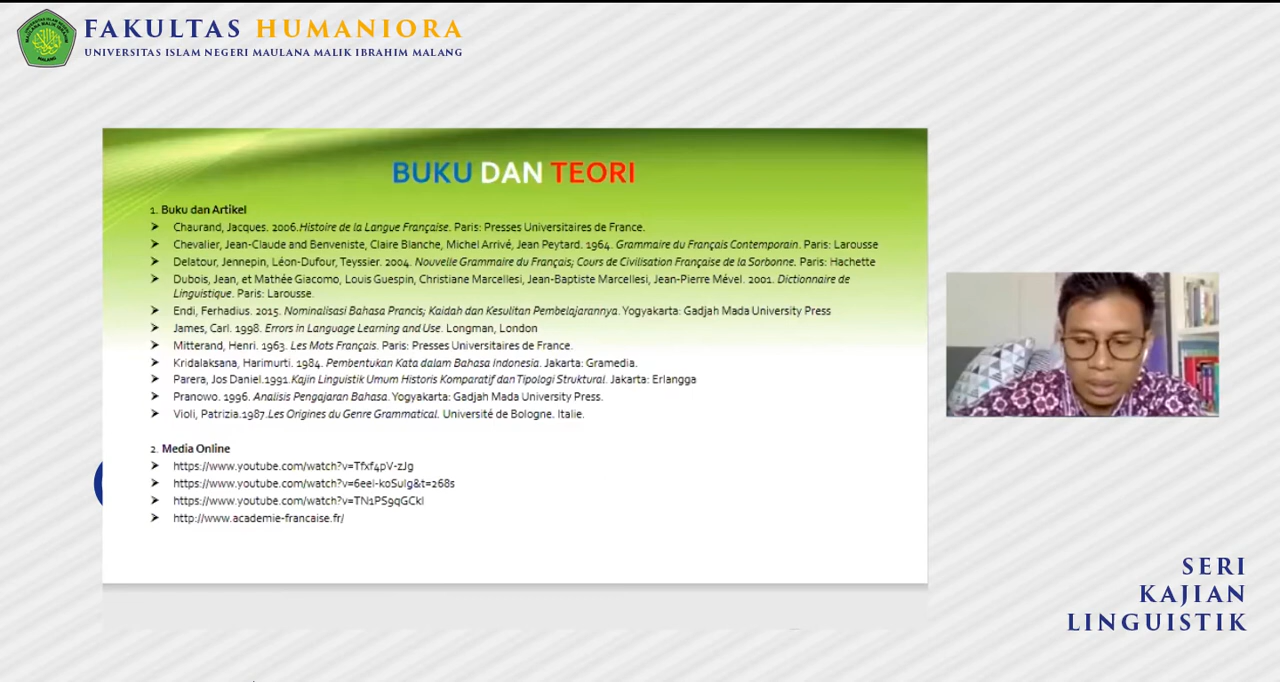 FAKULTAS HUMANIORA
UNIVERSITAS ISLAM NEGERI MAULANA MALIK IBRAHIM MALANG
BUKU DAN TEORI
1. Buku dan Artikel
➢ Chaurand, Jacques. 2006.Histoire de la Langue Française. Paris: Presses Universitaires de France.
➢ Chevalier, Jean-Claude and Benveniste, Claire Blanche, Michel Arrivé, Jean Peytard. 1964. Grammaire du Français Contemporain. Paris: Larousse
➢ Delatour, Jennepin, Léon-Dufour, Teyssier. 2004. Nouvelle Grammaire du Français; Cours de Civilisation Française de la Sorbonne. Paris: Hachette
➢ Dubois, Jean, et Mathée Giacomo, Louis Guespin, Christiane Marcellesi, Jean-Baptiste Marcellesi, Jean-Pierre Mével. 2001. Dictionnaire de
Linguistique. Paris: Larousse.
➢ Endi, Ferhadius. 2015. Nominalisasi Bahasa Prancis; Kaidah dan Kesulitan Pembelajarannya. Yogyakarta: Gadjah Mada University Press
➢ James, Carl. 1998. Errors in Language Learning and Use. Longman, London
➢ Mitterand, Henri. 1963. Les Mots Français. Paris: Presses Universitaires de France.
➢ Kridalaksana, Harimurti. 1984. Pembentukan Kata dalam Bahasa Indonesia. Jakarta: Gramedia.
➢ Parera, Jos Daniel.1991.Kajin Linguistik Umum Historis Komparatif dan Tipologi Struktural. Jakarta: Erlangga
➢ Pranowo. 1996. Analisis Pengajaran Bahasa. Yogyakarta: Gadjah Mada University Press.
➢ Violi, Patrizia.1987.Les Origines du Genre Grammatical. Université de Bologne. Italie.
2. Media Online
➢ https://www.youtube.com/watch?v=Tfxf4pV-zJg
➢ https://www.youtube.com/watch?v=6eei-koSuIg&t=268s
➢ https://www.youtube.com/watch?v=TN1PS9qGCkI
➢ http://www.academie-francaise.fr/
SERI
KAJIAN
LINGUISTIK